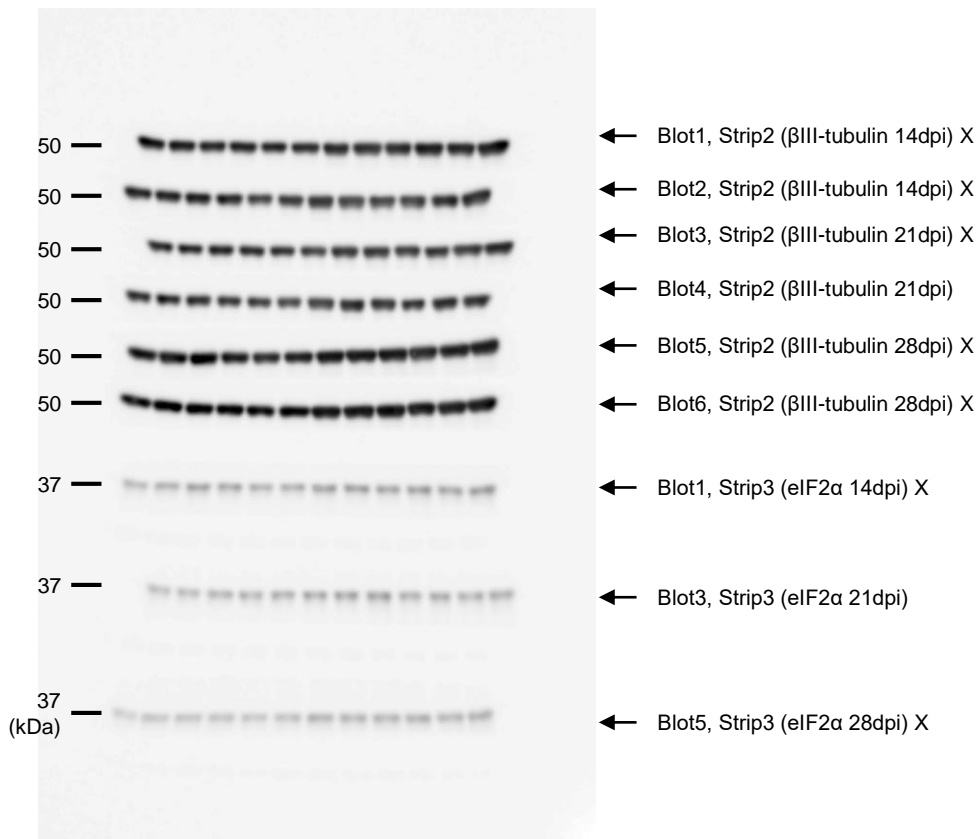 50 Blot1, Strip2 (βIII-tubulin 14dpi) X
50 Blot2, Strip2 (βIII-tubulin 14dpi) X
50 Blot3, Strip2 (βIII-tubulin 21dpi) X
50 Blot4, Strip2 (βIII-tubulin 21dpi)
50 Blot5, Strip2 (βIII-tubulin 28dpi) X
50 Blot6, Strip2 (βIII-tubulin 28dpi) X
37 Blot1, Strip3 (eIF2α 14dpi) X
37 Blot3, Strip3 (eIF2α 21dpi)
37
(kDa) Blot5, Strip3 (eIF2α 28dpi) X